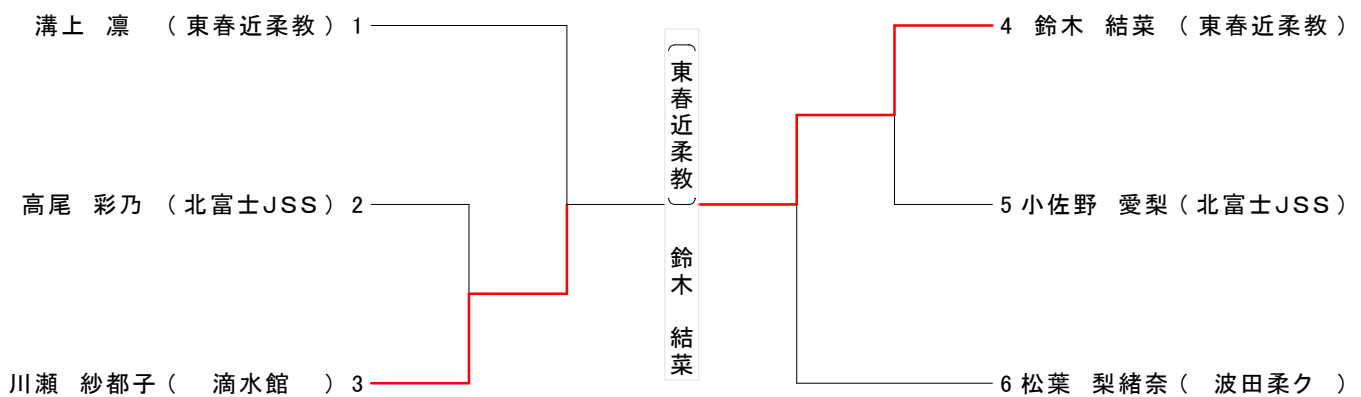 溝上 凛 （東春近柔教） 1
高尾 彩乃 （北富士JSS） 2
川瀬 紗都子（ 滴水館 ） 3
（東春近柔教） 鈴木 結菜
4 鈴木 結菜 （東春近柔教）
5 小佐野 愛梨（北富士JSS）
6 松葉 梨緒奈（ 波田柔ク ）